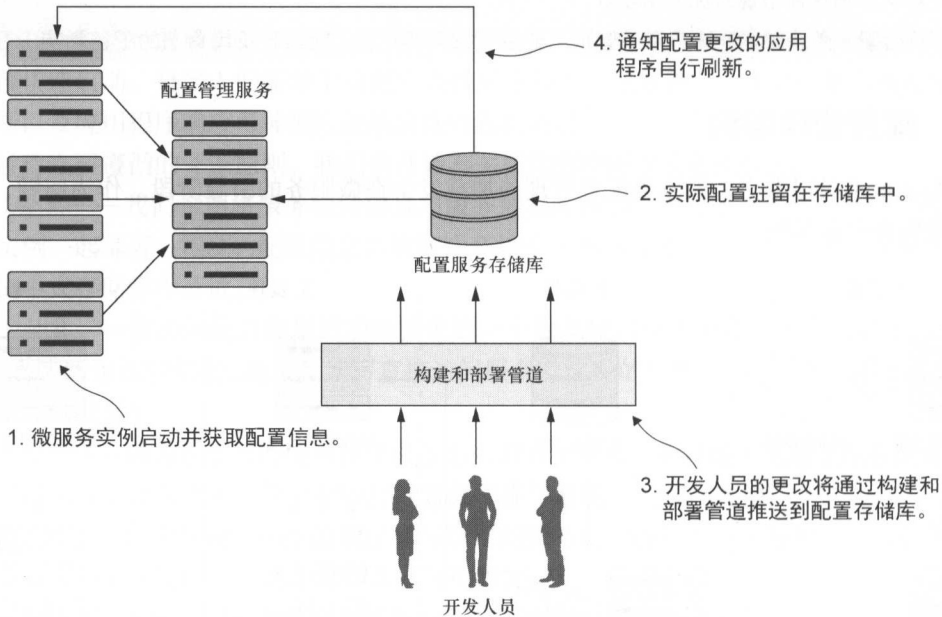 4. 通知配置更改的应用
程序自行刷新。
配置管理服务
2. 实际配置驻留在存储库中。
配置服务存储库
构建和部署管道
1. 微服务实例启动并获取配置信息。
3. 开发人员的更改将通过构建和
部署管道推送到配置存储库。
开发人员